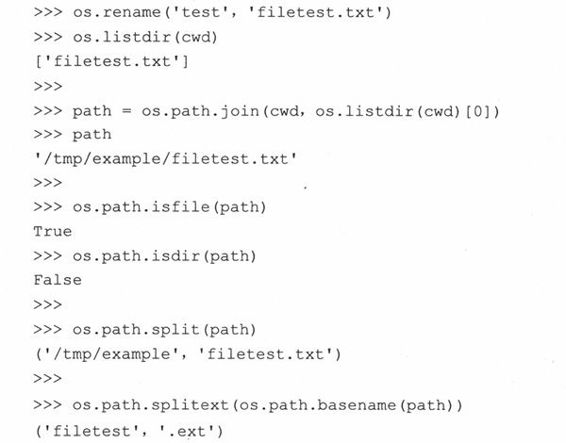 >>> os.rename('test', 'filetest.txt')
>>> os.listdir(cwd)
['filetest.txt']
>>>
>>> path = os.path.join(cwd, os.listdir(cwd)[0])
>>> path
'/tmp/example/filetest.txt'
>>>
>>> os.path.isfile(path)
True
>>> os.path.isdir(path)
False
>>>
>>> os.path.split(path)
('/tmp/example', 'filetest.txt')
>>>
>>> os.path.splitext(os.path.basename(path))
('filetest', '.ext')